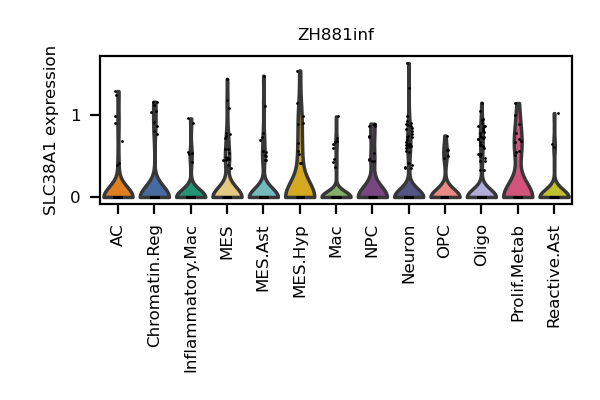 ZH881inf
SLC38A1 expression
1
0
AC
Chromatin.Reg
Inflammatory.Mac
MES
MES.Ast
MES.Hyp
Mac
NPC
Neuron
OPC
Oligo
Prolif.Metab
Reactive.Ast